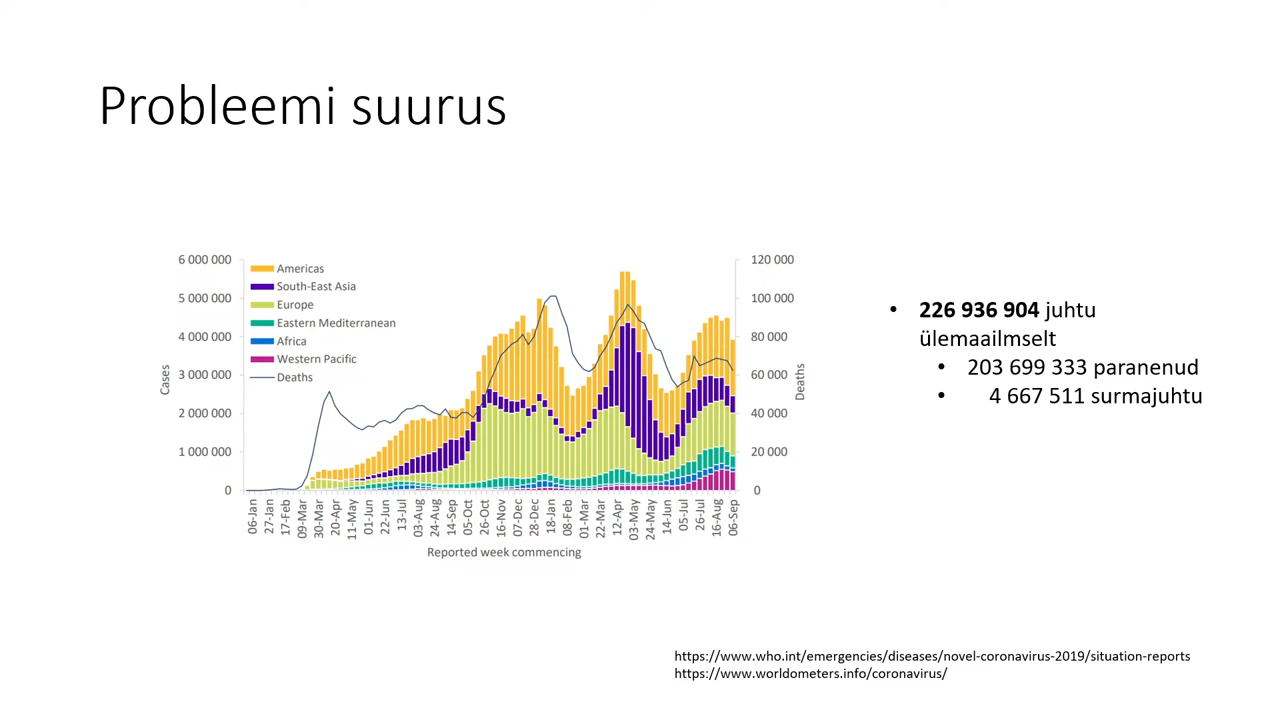 Probleemi suurus
6 000 000
5 000 000
4 000 000
3 000 000
2 000 000
1 000 000
0
Cases
Americas
South-East Asia
Europe
Eastern Mediterranean
Africa
Western Pacific
Deaths
120 000
100 000
80 000
60 000
40 000
20 000
0
Deaths
06-Jan
27-Jan
17-Feb
09-Mar
30-Mar
20-Apr
11-May
01-Jun
22-Jun
13-Jul
03-Aug
24-Aug
14-Sep
05-Oct
26-Oct
16-Nov
07-Dec
28-Dec
18-Jan
08-Feb
01-Mar
22-Mar
12-Apr
03-May
24-May
14-Jun
05-Jul
26-Jul
16-Aug
06-Sep
Reported week commencing
• 226 936 904 juhtu
ülemaailmselt
• 203 699 333 paranenud
• 4 667 511 surmajuhtu
https://www.who.int/emergencies/diseases/novel-coronavirus-2019/situation-reports
https://www.worldometers.info/coronavirus/